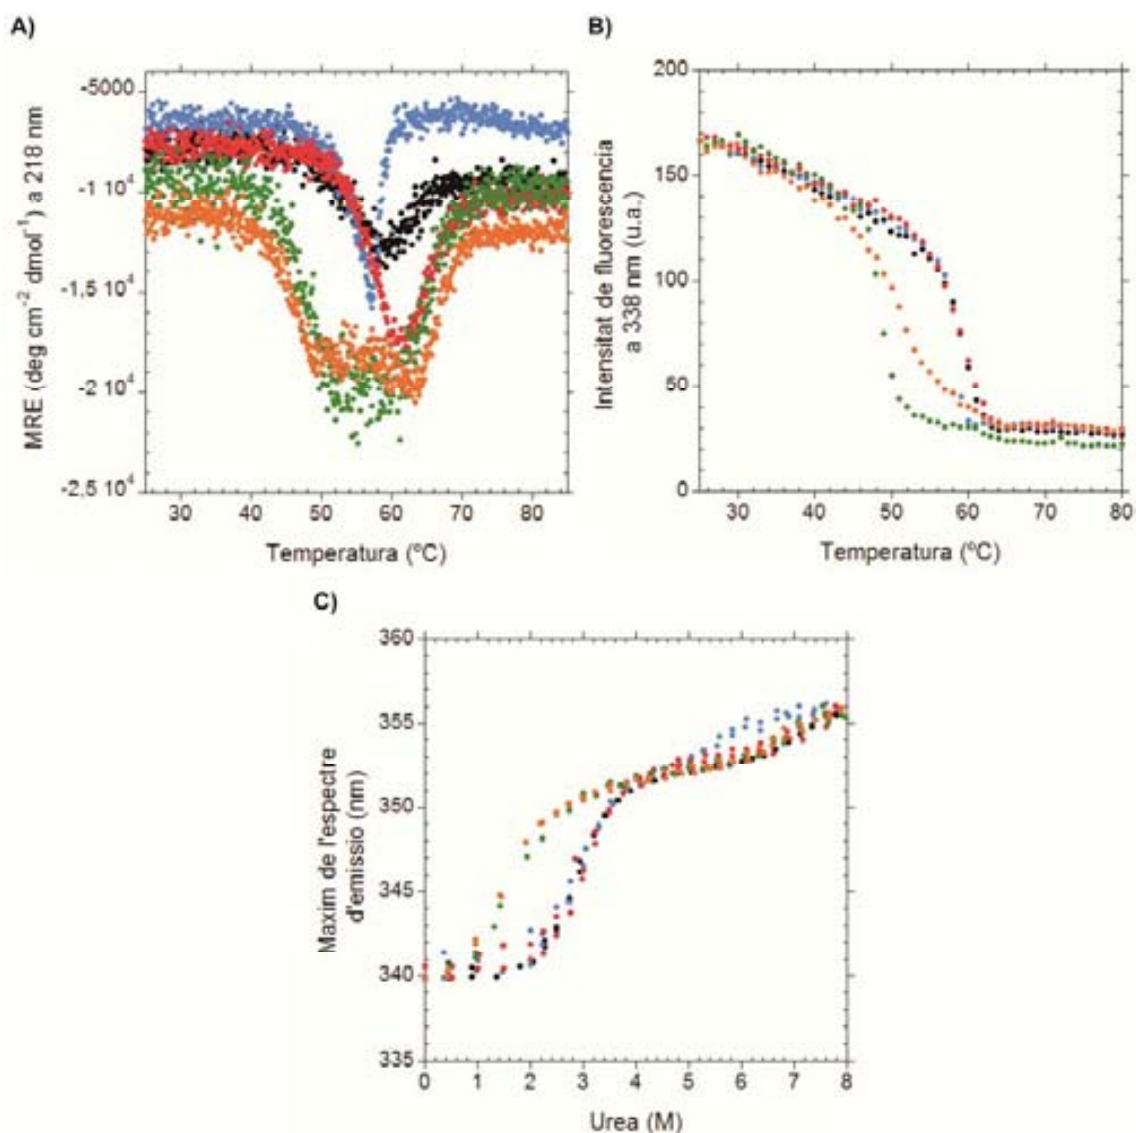 A)
B)
-5000
-1 10⁴
-1.5 10⁴
-2 10⁴
-2.5 10⁴
MRE (deg cm⁻² dmol⁻¹) a 218 nm
30 40 50 60 70 80
Temperatura (ºC)
200
150
100
50
0
Intensitat de fluorescencia
a 338 nm (u.a.)
30 40 50 60 70 80
Temperatura (ºC)
C)
360
355
350
345
340
335
Maxim de l'espectre
d'emissio (nm)
0 1 2 3 4 5 6 7 8
Urea (M)